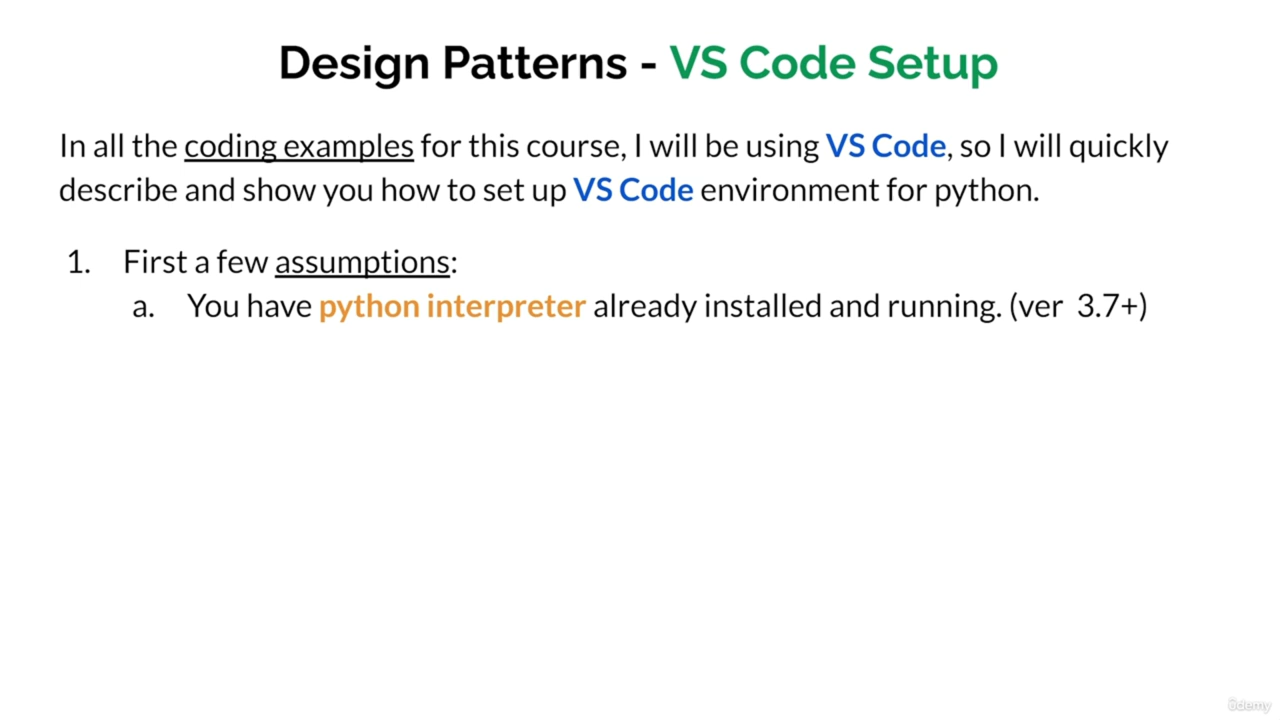 Design Patterns - VS Code Setup
In all the coding examples for this course, I will be using VS Code, so I will quickly
describe and show you how to set up VS Code environment for python.
1. First a few assumptions:
a. You have python interpreter already installed and running. (ver 3.7+)
ûdemy